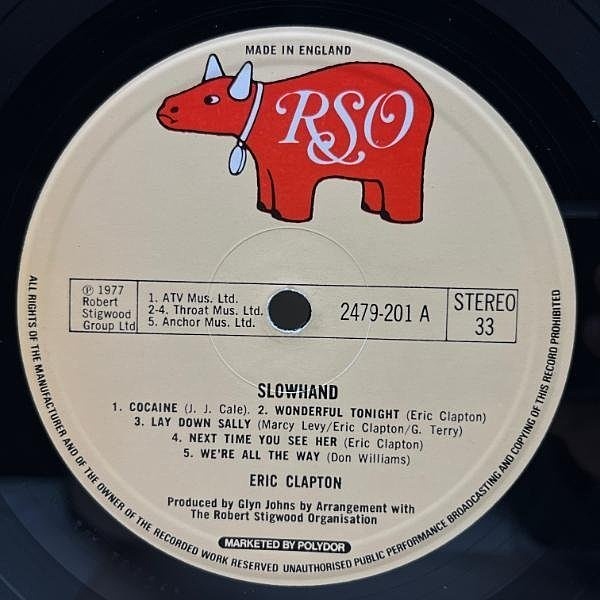 MADE IN ENGLAND
RSO
℗ 1977
Robert
Stigwood
Group Ltd
1. ATV Mus. Ltd.
2-4. Throat Mus. Ltd.
5. Anchor Mus. Ltd.
2479-201 A
STEREO
33
SLOWHAND
1. COCAINE (J. J. Cale). 2. WONDERFUL TONIGHT (Eric Clapton)
3. LAY DOWN SALLY (Marcy Levy/Eric Clapton/G. Terry)
4. NEXT TIME YOU SEE HER (Eric Clapton)
5. WE'RE ALL THE WAY (Don Williams)
ERIC CLAPTON
Produced by Glyn Johns by Arrangement with
The Robert Stigwood Organisation
MARKETED BY POLYDOR
ALL RIGHTS OF THE MANUFACTURER AND OF THE OWNER OF THE RECORDED WORK RESERVED UNAUTHORISED PUBLIC PERFORMANCE BROADCASTING AND COPYING OF THIS RECORD PROHIBITED